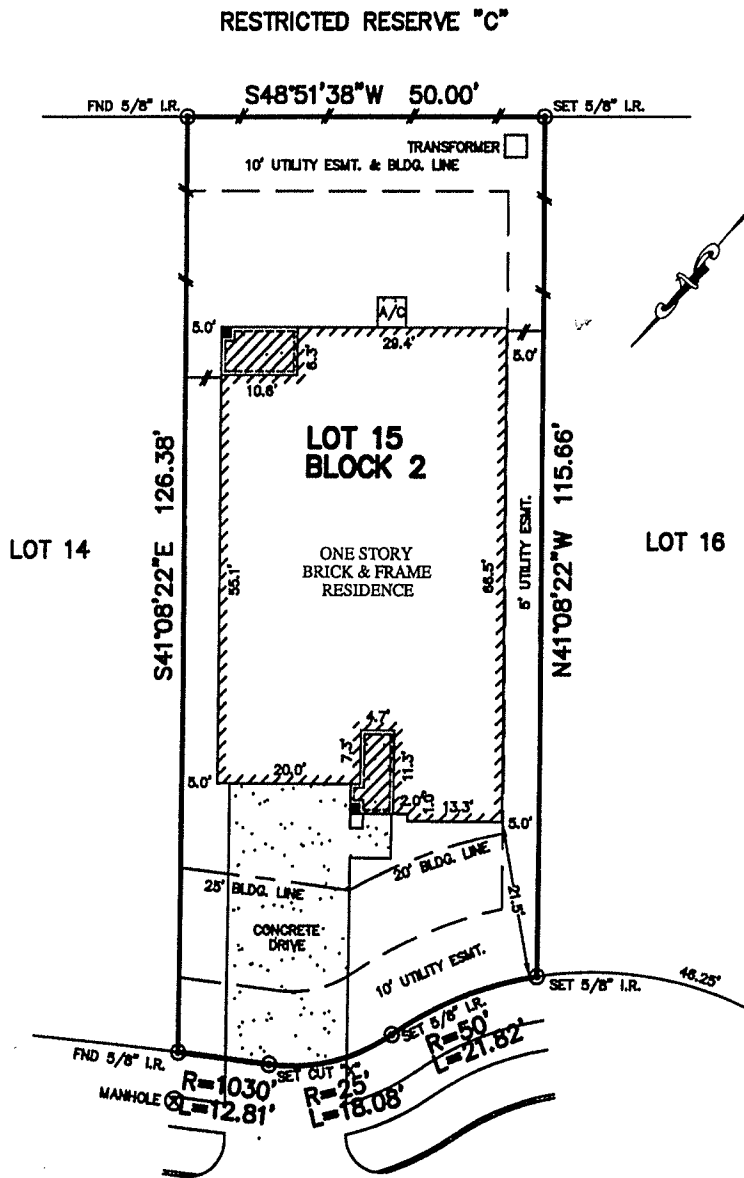 RESTRICTED RESERVE "C"
FND 5/8" I.R.
S48°51'38"W 50.00'
SET 5/8" I.R.
TRANSFORMER
10' UTILITY ESMT. & BLDG. LINE
A/C
5.0'
29.4'
5.0'
6.3'
10.6'
LOT 15
BLOCK 2
S41°08'22"E 126.38'
N41°08'22"W 115.66'
LOT 14
LOT 16
ONE STORY
BRICK & FRAME
RESIDENCE
55.1'
66.5'
5' UTILITY ESMT.
4.7'
7.3'
11.3'
5.0'
20.0'
2.0'
1.0'
13.3'
5.0'
25' BLDG. LINE
20' BLDG. LINE
21.5'
CONCRETE
DRIVE
10' UTILITY ESMT.
46.25'
SET 5/8" I.R.
SET 5/8" I.R.
FND 5/8" I.R.
SET CUT "X"
MANHOLE
R=1030'
L=12.81'
R=25'
L=18.08'
R=50'
L=21.82'